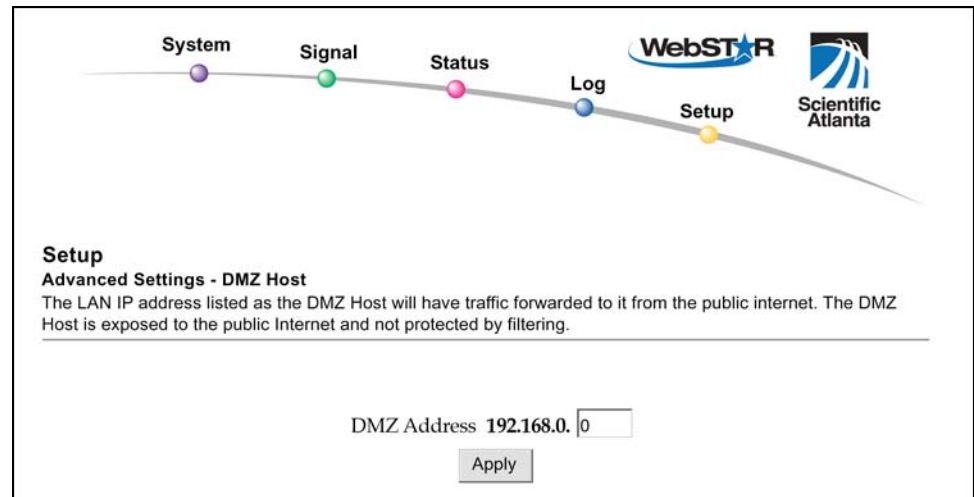 System
Signal
Status
Log
Setup
WebSTAR
Scientific
Atlanta
Setup
Advanced Settings - DMZ Host
The LAN IP address listed as the DMZ Host will have traffic forwarded to it from the public internet. The DMZ
Host is exposed to the public Internet and not protected by filtering.
DMZ Address 192.168.0. 0
Apply